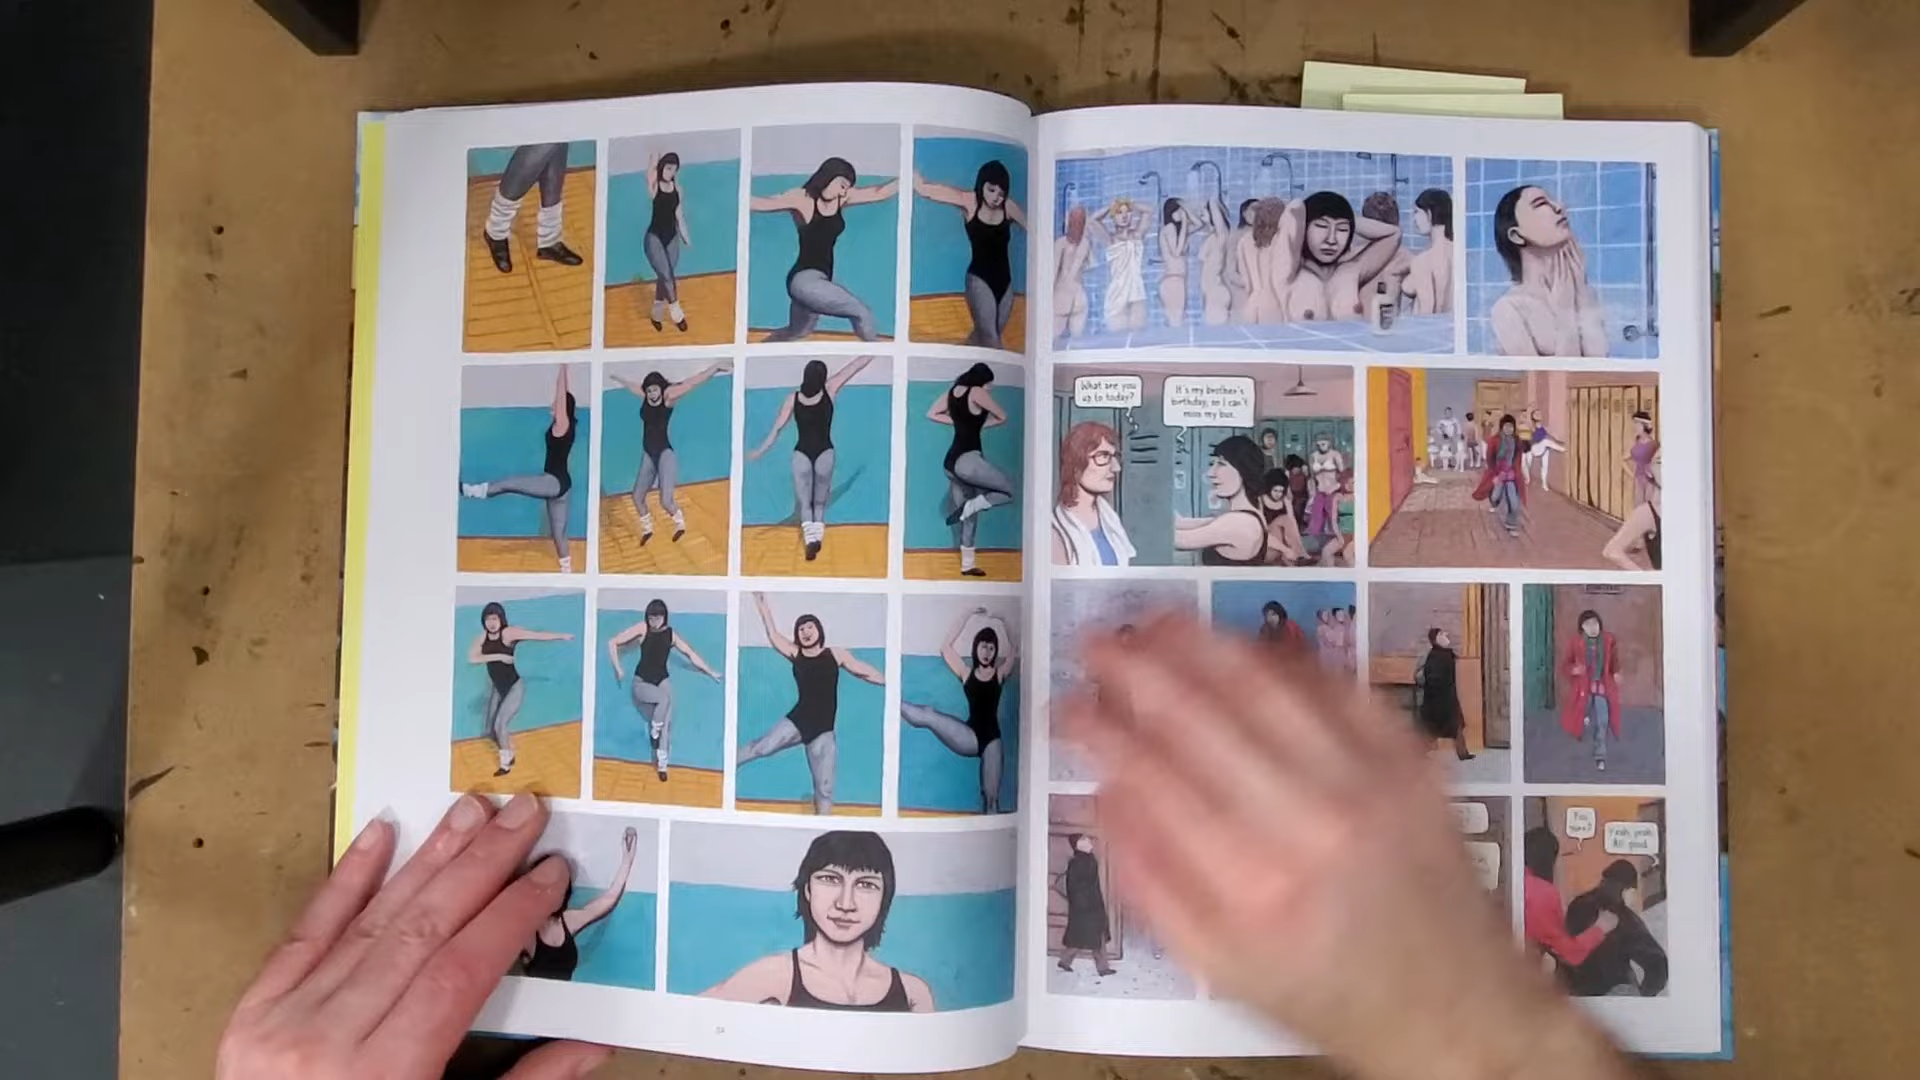 What are you
up to today?
It's my brother's
birthday, so I can't
miss my bus.
You
sure?
Yeah, yeah.
All good.